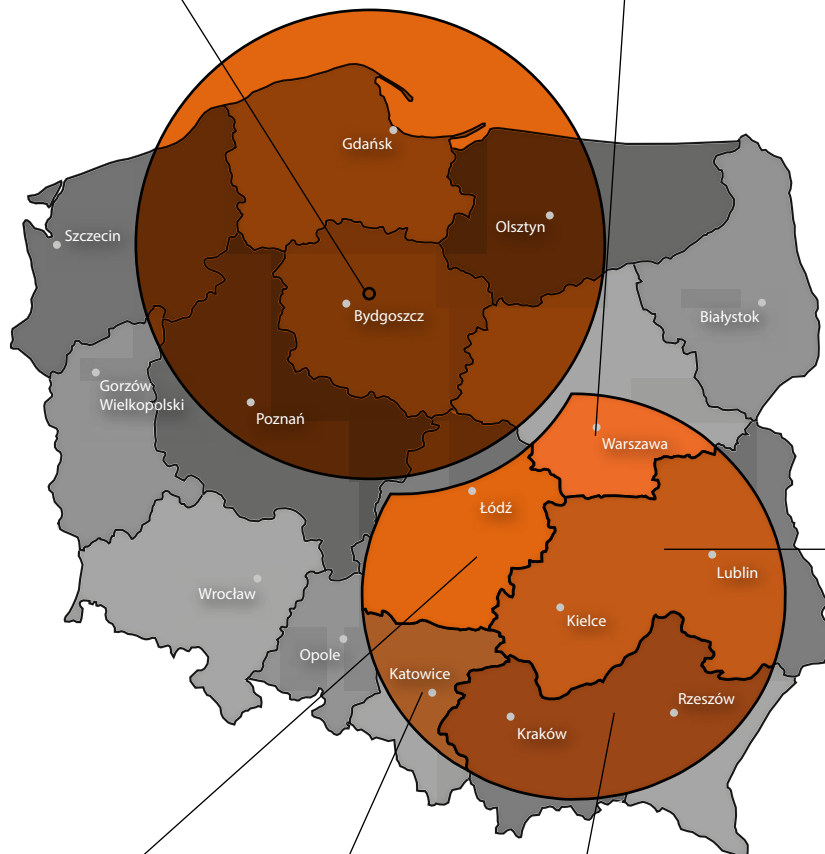 Gdańsk
Olsztyn
Szczecin
Białystok
Bydgoszcz
Gorzów
Wielkopolski
Poznań
Warszawa
Łódź
Lublin
Wrocław
Kielce
Opole
Katowice
Rzeszów
Kraków